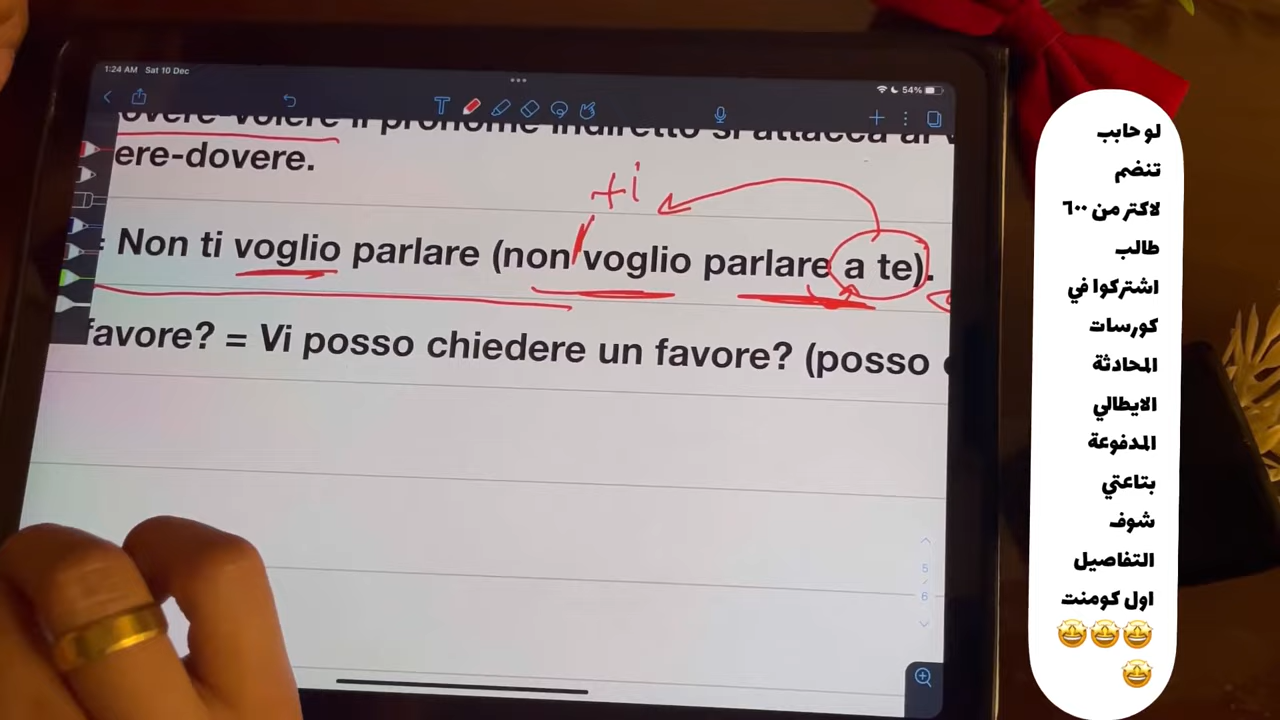 1:24 AM Sat 10 Dec
54%
ere-dovere.
+i
= Non ti voglio parlare (non voglio parlare a te).
favore? = Vi posso chiedere un favore? (posso
5
6
لو حابب
تنضم
لاكتر من ٦٠٠
طالب
اشتركوا في
كورسات
المحادثة
الايطالي
المدفوعة
بتاعتي
شوف
التفاصيل
اول كومنت
🤩🤩🤩
🤩